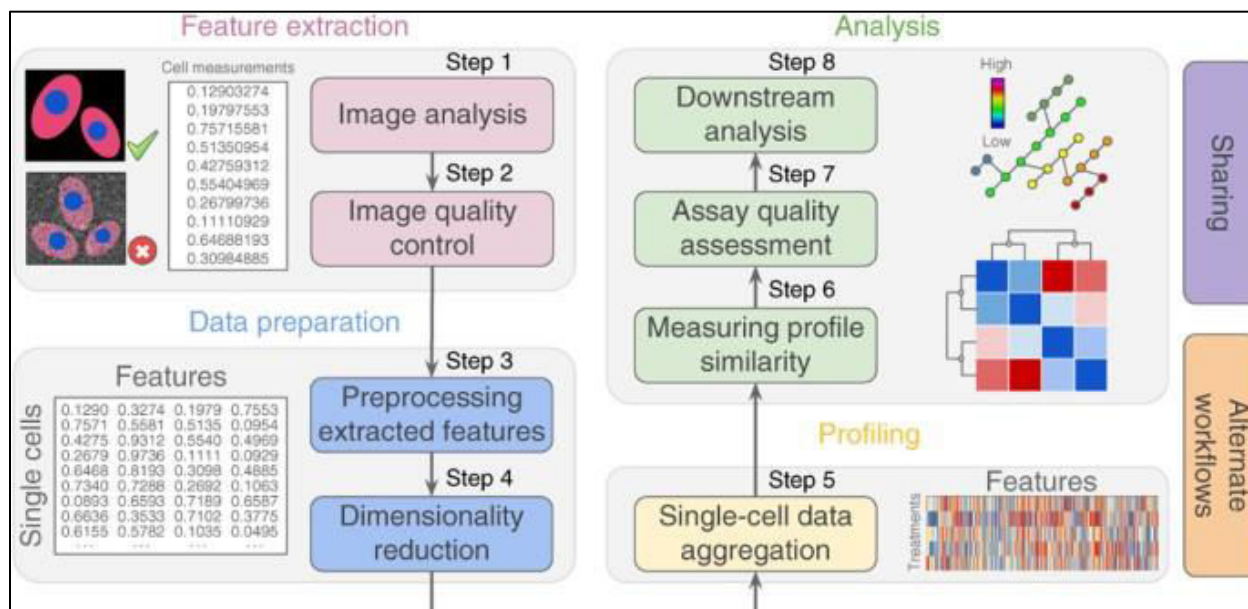 Feature extraction
Cell measurements
0.12903274
0.19797553
0.75715581
0.51350954
0.42759312
0.55404969
0.26799736
0.11110929
0.64688193
0.30984885
Step 1
Image analysis
Step 2
Image quality
control
Data preparation
Single cells
Features
0.1290 0.3274 0.1979 0.7553
0.7571 0.5581 0.5135 0.0954
0.4275 0.9312 0.5540 0.4969
0.2679 0.9736 0.1111 0.0929
0.6468 0.8193 0.3098 0.4885
0.7340 0.7288 0.2692 0.1063
0.0893 0.6593 0.7189 0.6587
0.6636 0.3533 0.7102 0.3775
0.6155 0.5782 0.1035 0.0495
... ... ... ...
Step 3
Preprocessing
extracted features
Step 4
Dimensionality
reduction
Analysis
Step 8
Downstream
analysis
High
Low
Step 7
Assay quality
assessment
Step 6
Measuring profile
similarity
Profiling
Step 5
Single-cell data
aggregation
Features
Treatments
Sharing
Alternate
workflows